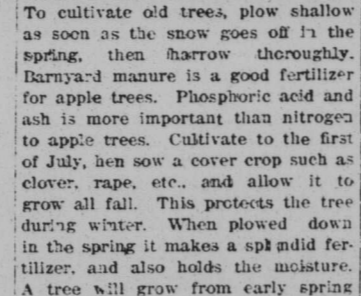 To cultivate old trees, plow shallow
as soon as the snow goes off in the
spring, then harrow thoroughly.
Barnyard manure is a good fertilizer
for apple trees. Phosphoric acid and
ash is more important than nitrogen
to apple trees. Cultivate to the first
of July, hen sow a cover crop such as
clover, rape, etc., and allow it to
grow all fall. This protects the tree
during winter. When plowed down
in the spring it makes a splendid fer-
tilizer, and also holds the moisture.
A tree will grow from early spring